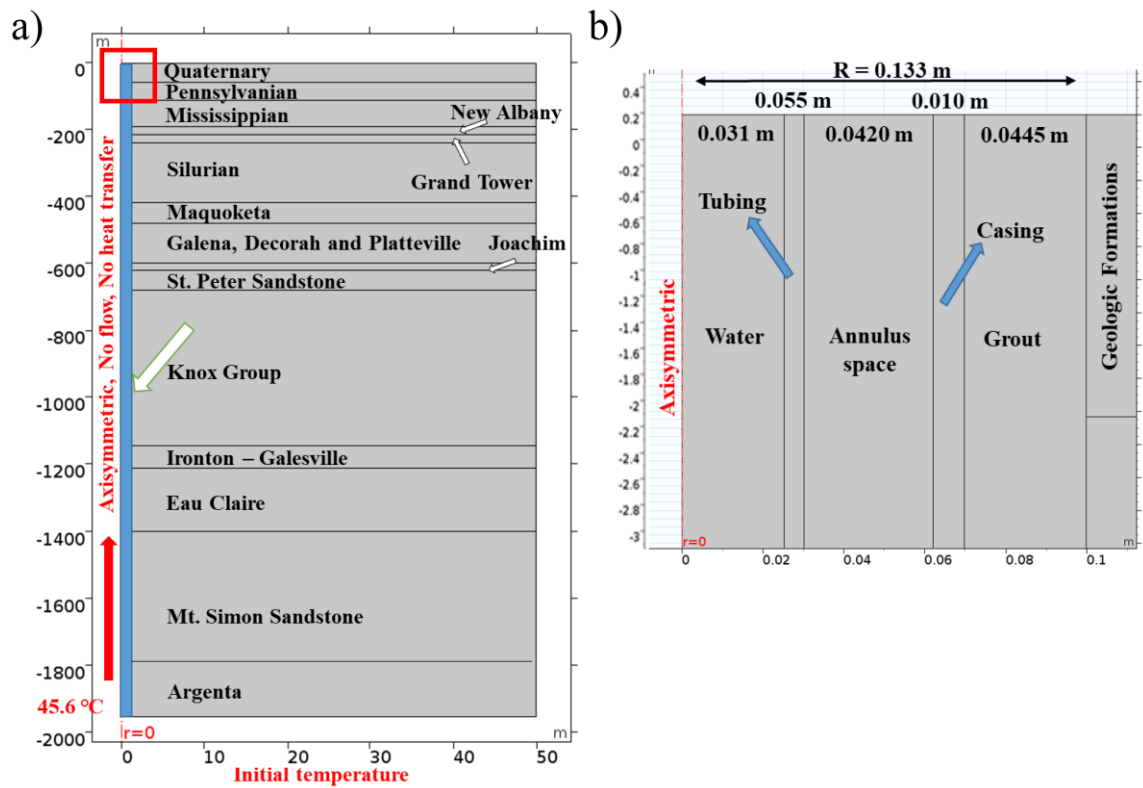 a)
m
0
-200
-400
-600
-800
-1000
-1200
-1400
-1600
-1800
-2000
Axisymmetric, No flow, No heat transfer
45.6 °C
Quaternary
Pennsylvanian
Mississippian
New Albany
Grand Tower
Silurian
Maquoketa
Galena, Decorah and Platteville
Joachim
St. Peter Sandstone
Knox Group
Ironton – Galesville
Eau Claire
Mt. Simon Sandstone
Argenta
r=0
m
0 10 20 30 40 50
Initial temperature
b)
R = 0.133 m
0.055 m 0.010 m
0.031 m 0.0420 m 0.0445 m
0.4
0.2
0
-0.2
-0.4
-0.6
-0.8
-1
-1.2
-1.4
-1.6
-1.8
-2
-2.2
-2.4
-2.6
-2.8
-3
Axisymmetric
Tubing
Casing
Water
Annulus
space
Grout
Geologic Formations
r=0
m
0 0.02 0.04 0.06 0.08 0.1